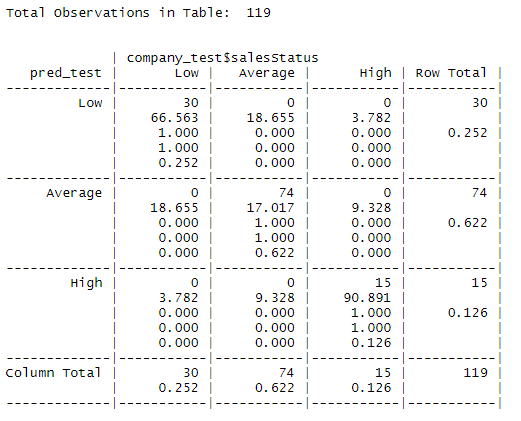 Total Observations in Table:  119
             | company_test$salesStatus
   pred_test |       Low |   Average |      High | Row Total |
-------------|-----------|-----------|-----------|-----------|
         Low |        30 |         0 |         0 |        30 |
             |    66.563 |    18.655 |     3.782 |           |
             |     1.000 |     0.000 |     0.000 |     0.252 |
             |     1.000 |     0.000 |     0.000 |           |
             |     0.252 |     0.000 |     0.000 |           |
-------------|-----------|-----------|-----------|-----------|
     Average |         0 |        74 |         0 |        74 |
             |    18.655 |    17.017 |     9.328 |           |
             |     0.000 |     1.000 |     0.000 |     0.622 |
             |     0.000 |     1.000 |     0.000 |           |
             |     0.000 |     0.622 |     0.000 |           |
-------------|-----------|-----------|-----------|-----------|
        High |         0 |         0 |        15 |        15 |
             |     3.782 |     9.328 |    90.891 |           |
             |     0.000 |     0.000 |     1.000 |     0.126 |
             |     0.000 |     0.000 |     1.000 |           |
             |     0.000 |     0.000 |     0.126 |           |
-------------|-----------|-----------|-----------|-----------|
Column Total |        30 |        74 |        15 |       119 |
             |     0.252 |     0.622 |     0.126 |           |
-------------|-----------|-----------|-----------|-----------|